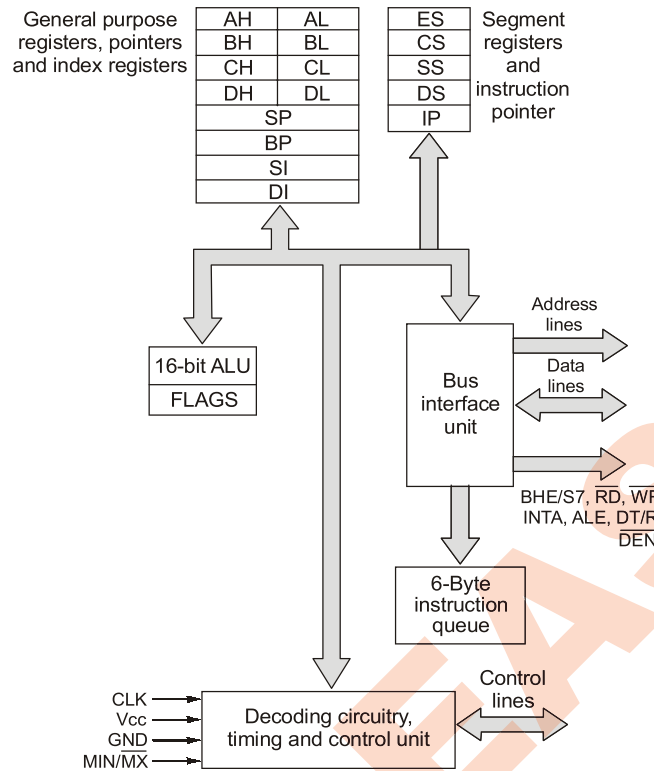 General purpose
registers, pointers
and index registers
AH AL
BH BL
CH CL
DH DL
SP
BP
SI
DI
ES
CS
SS
DS
IP
Segment
registers
and
instruction
pointer
16-bit ALU
FLAGS
Bus
interface
unit
Address
lines
Data
lines
BHE/S7, RD,
INTA, ALE, DT/R
DEN
6-Byte
instruction
queue
CLK
Vcc
GND
MIN/MX
Decoding circuitry,
timing and control unit
Control
lines